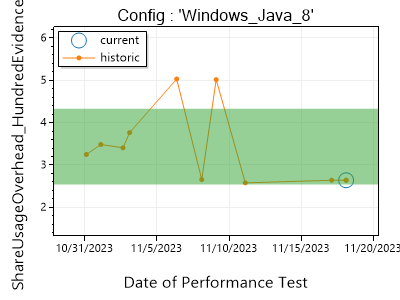 Config : 'Windows_Java_8'
ShareUsageOverhead_HundredEvidence
current
historic
6
5
4
3
2
10/31/2023
11/5/2023
11/10/2023
11/15/2023
11/20/2023
Date of Performance Test